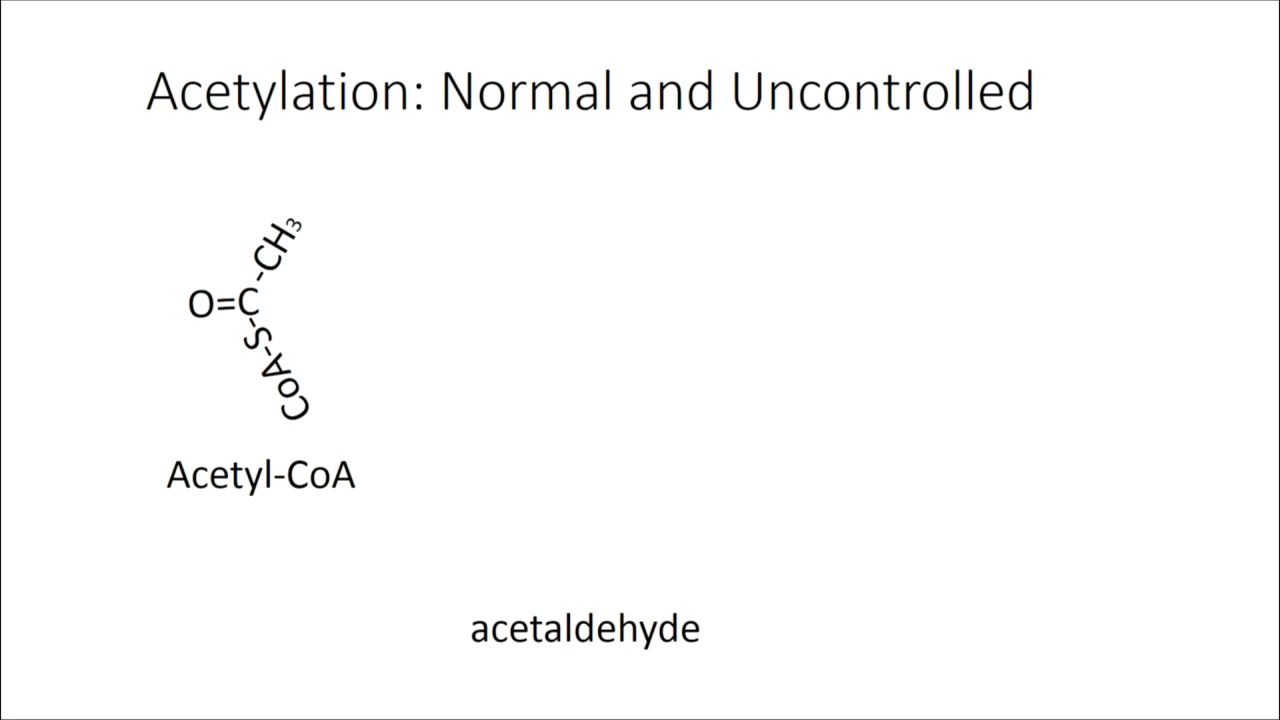 Acetylation: Normal and Uncontrolled
-CH₃
O=C
-S-CoA
Acetyl-CoA
acetaldehyde